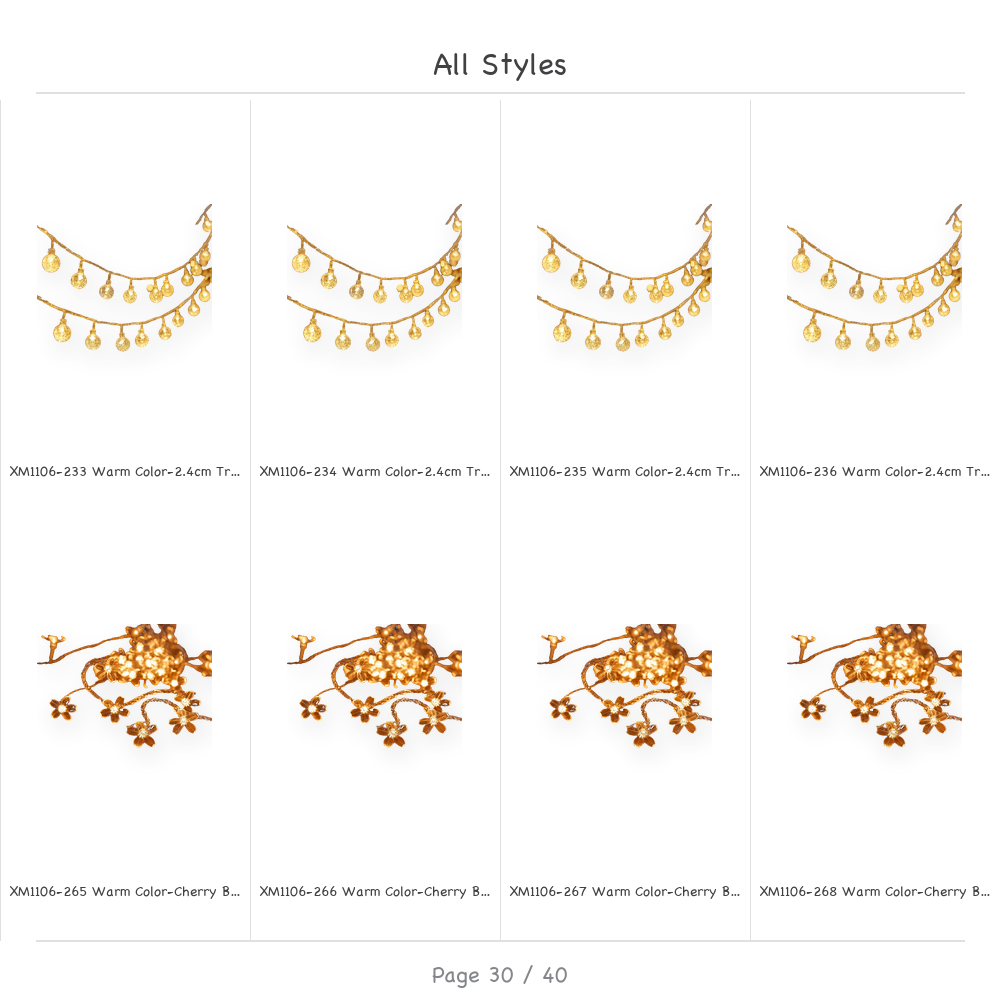 All Styles
XM1106-233 Warm Color-2.4cm Tr...
XM1106-234 Warm Color-2.4cm Tr...
XM1106-235 Warm Color-2.4cm Tr...
XM1106-236 Warm Color-2.4cm Tr...
XM1106-265 Warm Color-Cherry B...
XM1106-266 Warm Color-Cherry B...
XM1106-267 Warm Color-Cherry B...
XM1106-268 Warm Color-Cherry B...
Page 30 / 40